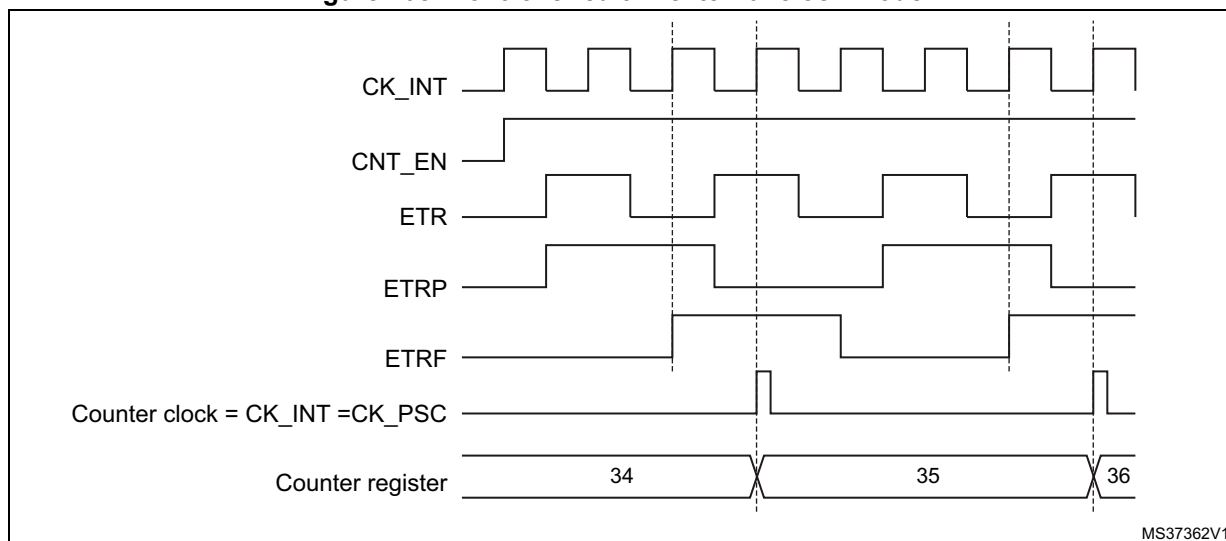 CK_INT
CNT_EN
ETR
ETRP
ETRF
Counter clock = CK_INT =CK_PSC
Counter register 34 35 36
MS37362V1